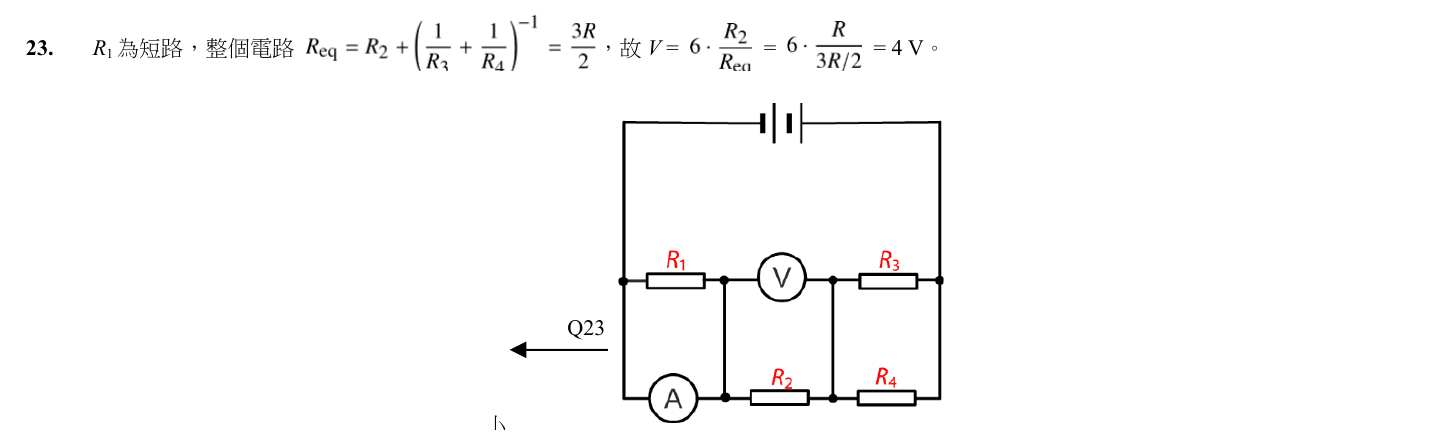 23. R₁ 為短路，整個電路 R_eq = R₂ + (1/R₃ + 1/R₄)⁻¹ = 3R/2，故 V = 6 · R₂/R_eq = 6 · R/(3R/2) = 4 V。
R₁
V
R₃
Q23
A
R₂
R₄